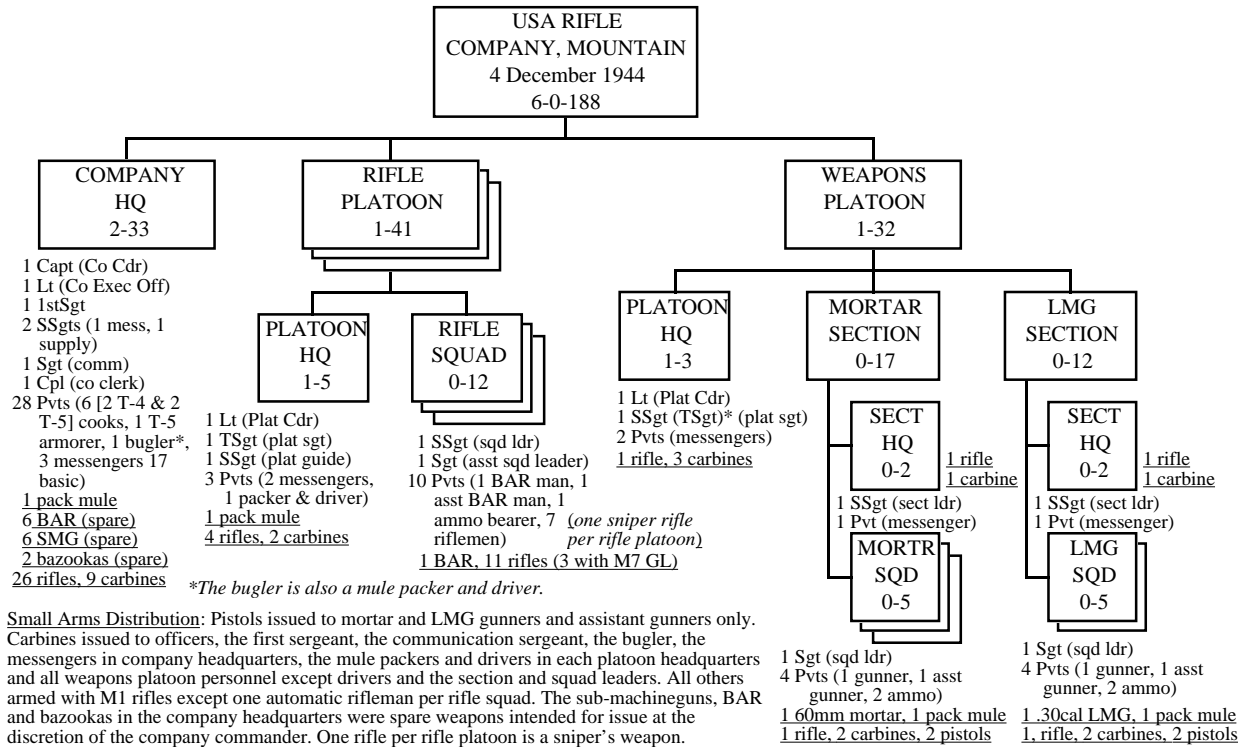 USA RIFLE
COMPANY, MOUNTAIN
4 December 1944
6-0-188
COMPANY
HQ
2-33
RIFLE
PLATOON
1-41
WEAPONS
PLATOON
1-32
1 Capt (Co Cdr)
1 Lt (Co Exec Off)
1 1stSgt
2 SSgts (1 mess, 1
supply)
1 Sgt (comm)
1 Cpl (co clerk)
28 Pvts (6 [2 T-4 & 2
T-5] cooks, 1 T-5
armorer, 1 bugler*,
3 messengers 17
basic)
1 pack mule
6 BAR (spare)
6 SMG (spare)
2 bazookas (spare)
26 rifles, 9 carbines
PLATOON
HQ
1-5
1 Lt (Plat Cdr)
1 TSgt (plat sgt)
1 SSgt (plat guide)
3 Pvts (2 messengers,
1 packer & driver)
1 pack mule
4 rifles, 2 carbines
RIFLE
SQUAD
0-12
1 SSgt (sqd ldr)
1 Sgt (asst sqd leader)
10 Pvts (1 BAR man, 1
asst BAR man, 1
ammo bearer, 7
riflemen)
(one sniper rifle
per rifle platoon)
1 BAR, 11 rifles (3 with M7 GL)
*The bugler is also a mule packer and driver.
PLATOON
HQ
1-3
1 Lt (Plat Cdr)
1 SSgt (TSgt)* (plat sgt)
2 Pvts (messengers)
1 rifle, 3 carbines
MORTAR
SECTION
0-17
SECT
HQ
0-2
1 rifle
1 carbine
1 SSgt (sect ldr)
1 Pvt (messenger)
MORTR
SQD
0-5
1 Sgt (sqd ldr)
4 Pvts (1 gunner, 1 asst
gunner, 2 ammo)
1 60mm mortar, 1 pack mule
1 rifle, 2 carbines, 2 pistols
LMG
SECTION
0-12
SECT
HQ
0-2
1 rifle
1 carbine
1 SSgt (sect ldr)
1 Pvt (messenger)
LMG
SQD
0-5
1 Sgt (sqd ldr)
4 Pvts (1 gunner, 1 asst
gunner, 2 ammo)
1 .30cal LMG, 1 pack mule
1, rifle, 2 carbines, 2 pistols
Small Arms Distribution: Pistols issued to mortar and LMG gunners and assistant gunners only.
Carbines issued to officers, the first sergeant, the communication sergeant, the bugler, the
messengers in company headquarters, the mule packers and drivers in each platoon headquarters
and all weapons platoon personnel except drivers and the section and squad leaders. All others
armed with M1 rifles except one automatic rifleman per rifle squad. The sub-machineguns, BAR
and bazookas in the company headquarters were spare weapons intended for issue at the
discretion of the company commander. One rifle per rifle platoon is a sniper's weapon.